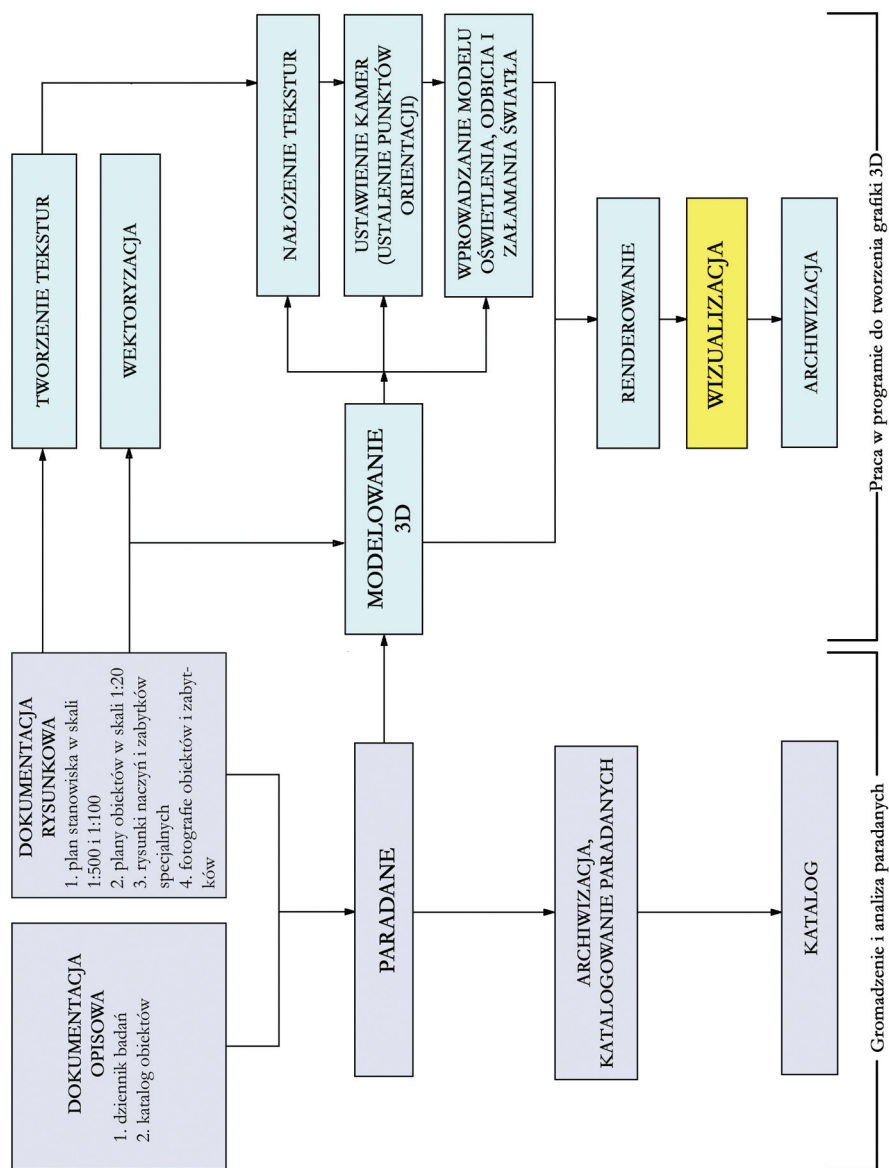 DOKUMENTACJA
OPISOWA
1. dziennik badań
2. katalog obiektów
DOKUMENTACJA
RYSUNKOWA
1. plan stanowiska w skali
1:500 i 1:100
2. plany obiektów w skali 1:20
3. rysunki naczyń i zabytków
specjalnych
4. fotografie obiektów i zabyt-
ków
TWORZENIE TEKSTUR
WEKTORYZACJA
PARADANE
MODELOWANIE
3D
NAŁOŻENIE TEKSTUR
USTAWIENIE KAMER
(USTALENIE PUNKTÓW
ORIENTACJI)
WPROWADZANIE MODELU
OŚWIETLENIA, ODBICIA I
ZAŁAMANIA ŚWIATŁA
ARCHIWIZACJA,
KATALOGOWANIE PARADANYCH
KATALOG
RENDEROWANIE
WIZUALIZACJA
ARCHIWIZACJA
Gromadzenie i analiza paradanych
Praca w programie do tworzenia grafiki 3D